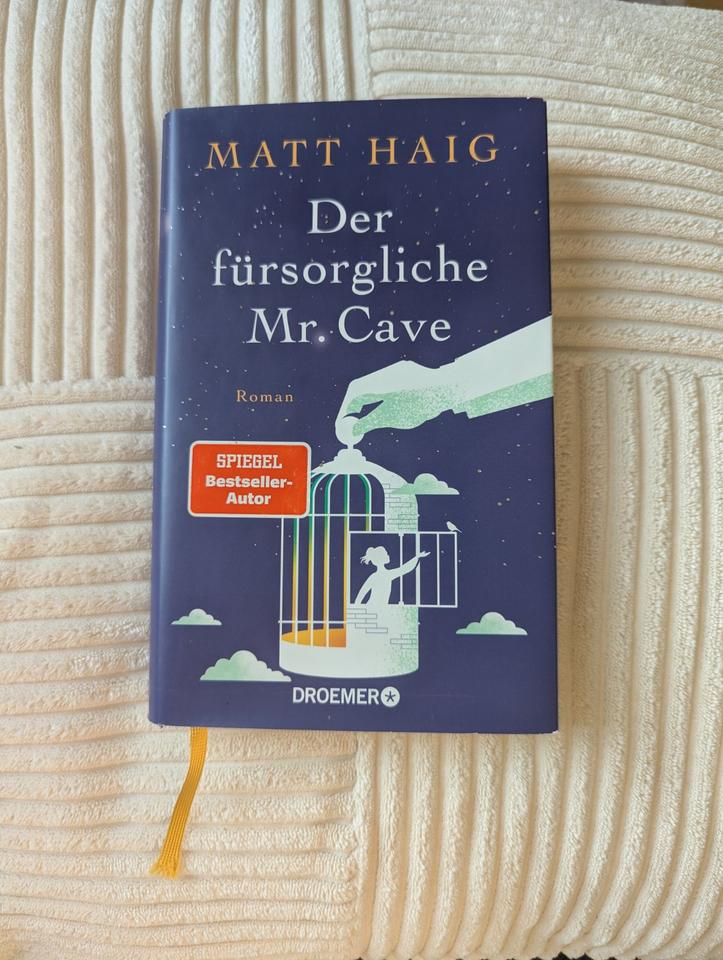 MATT HAIG
Der
fürsorgliche
Mr. Cave
Roman
SPIEGEL
Bestseller-
Autor
DROEMER